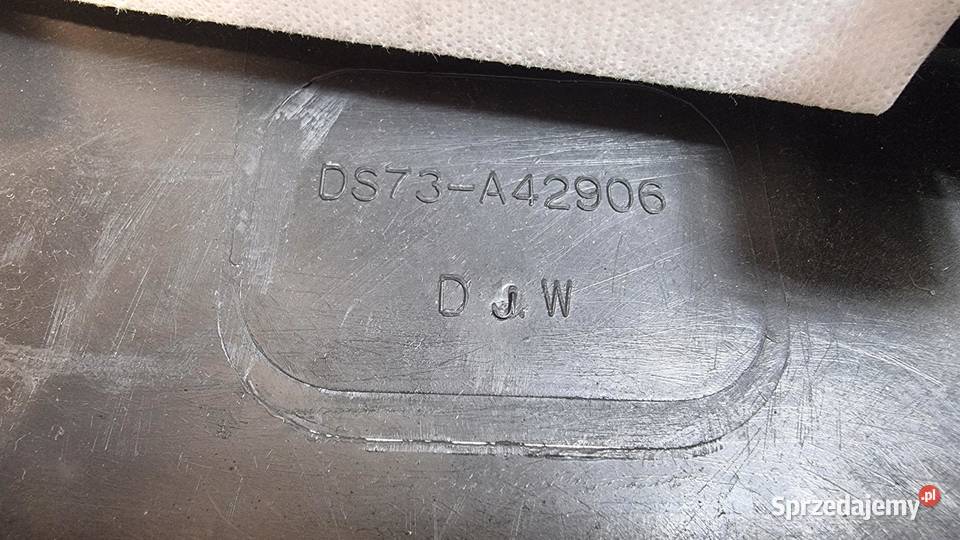 DS73-A42906
D J. W
Sprzedajemy.pl